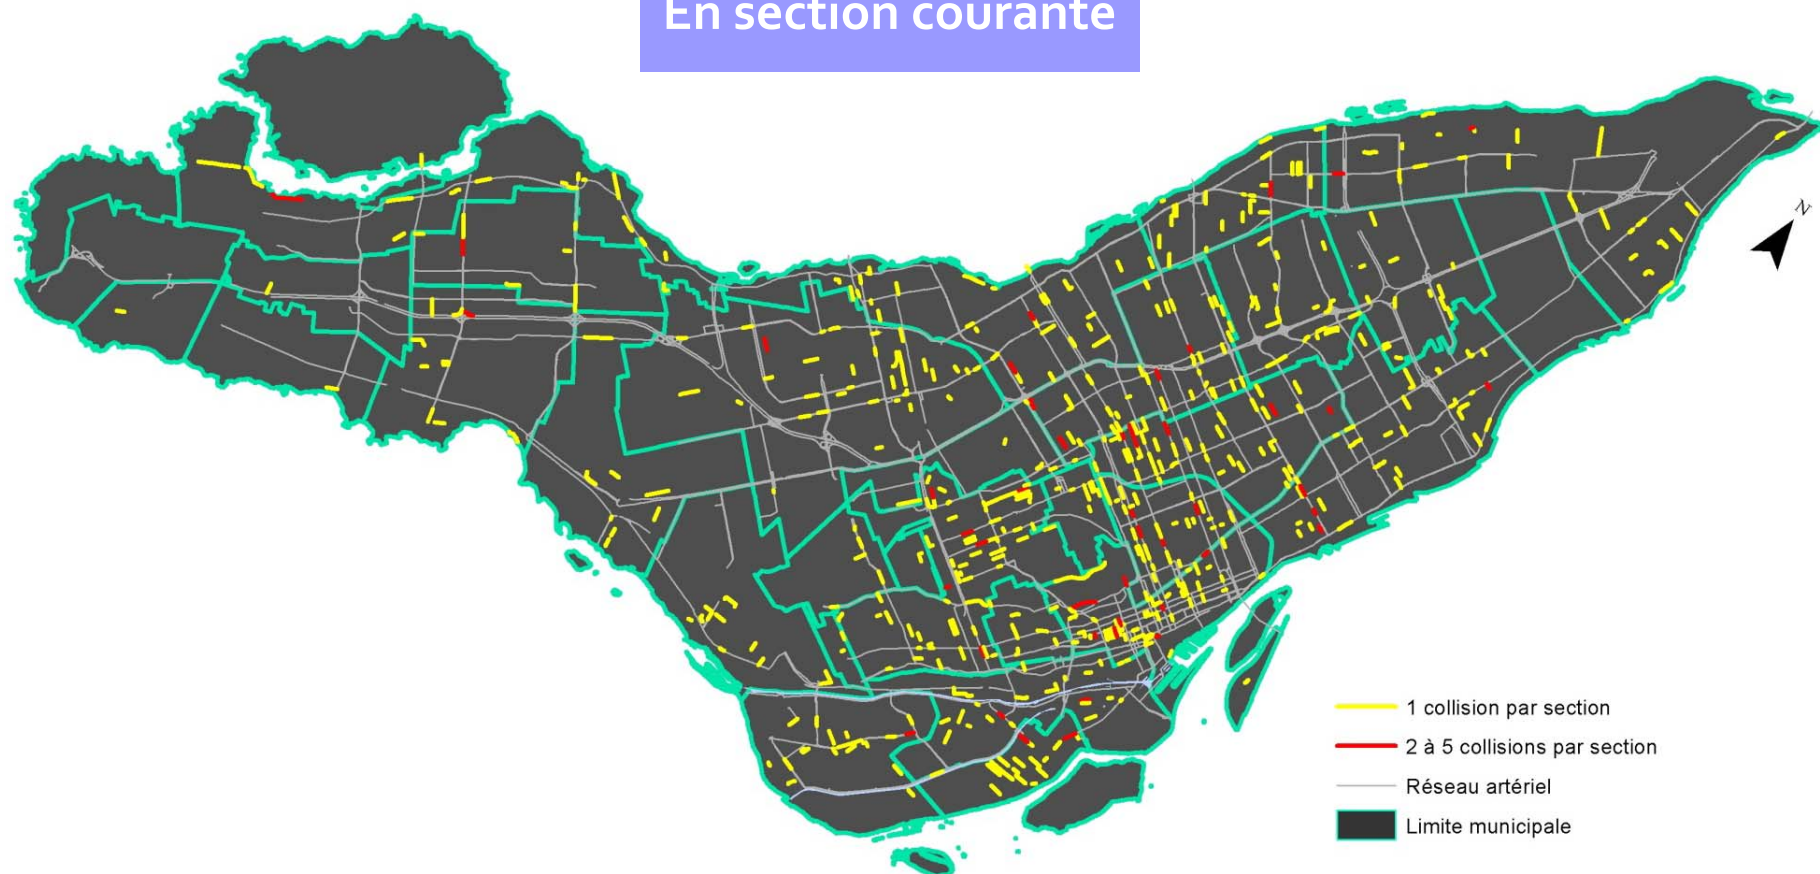 En section courante
N
1 collision par section
2 à 5 collisions par section
Réseau artériel
Limite municipale